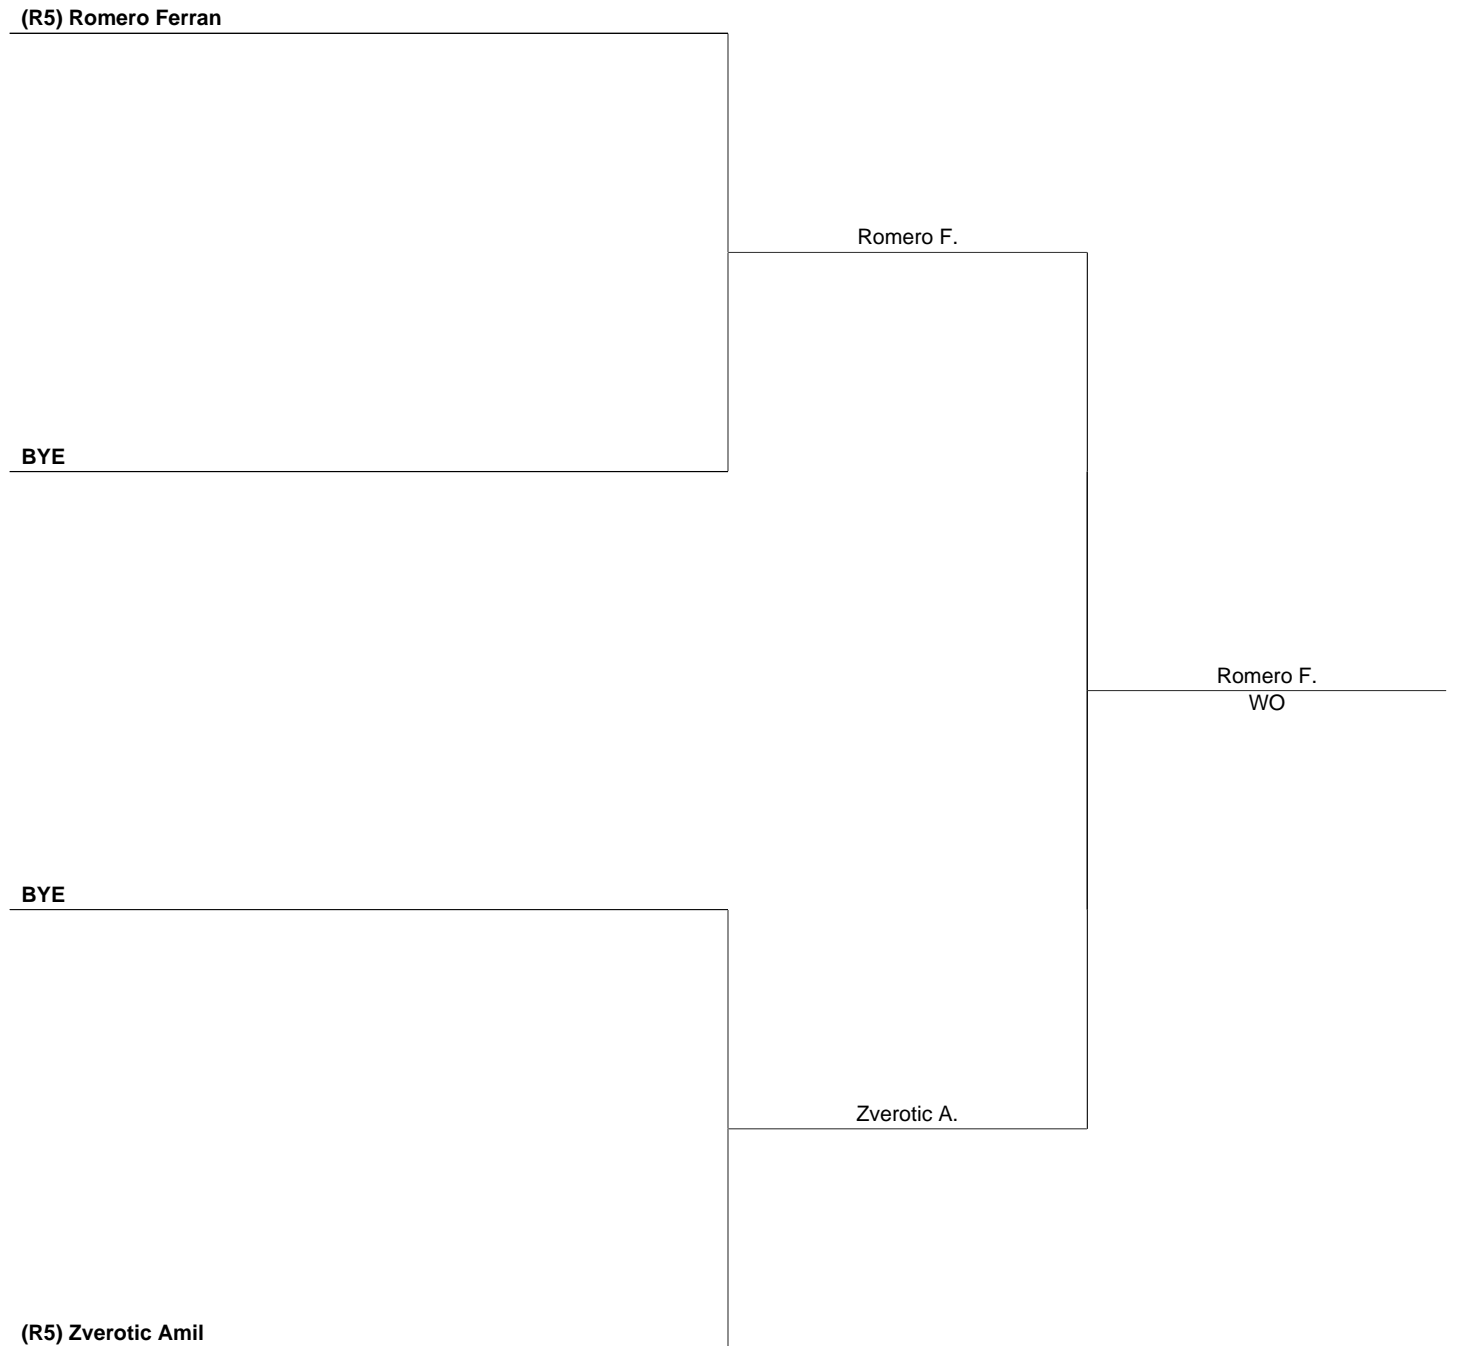 (R5) Romero Ferran
Romero F.
BYE
Romero F.
WO
BYE
Zverotic A.
(R5) Zverotic Amil